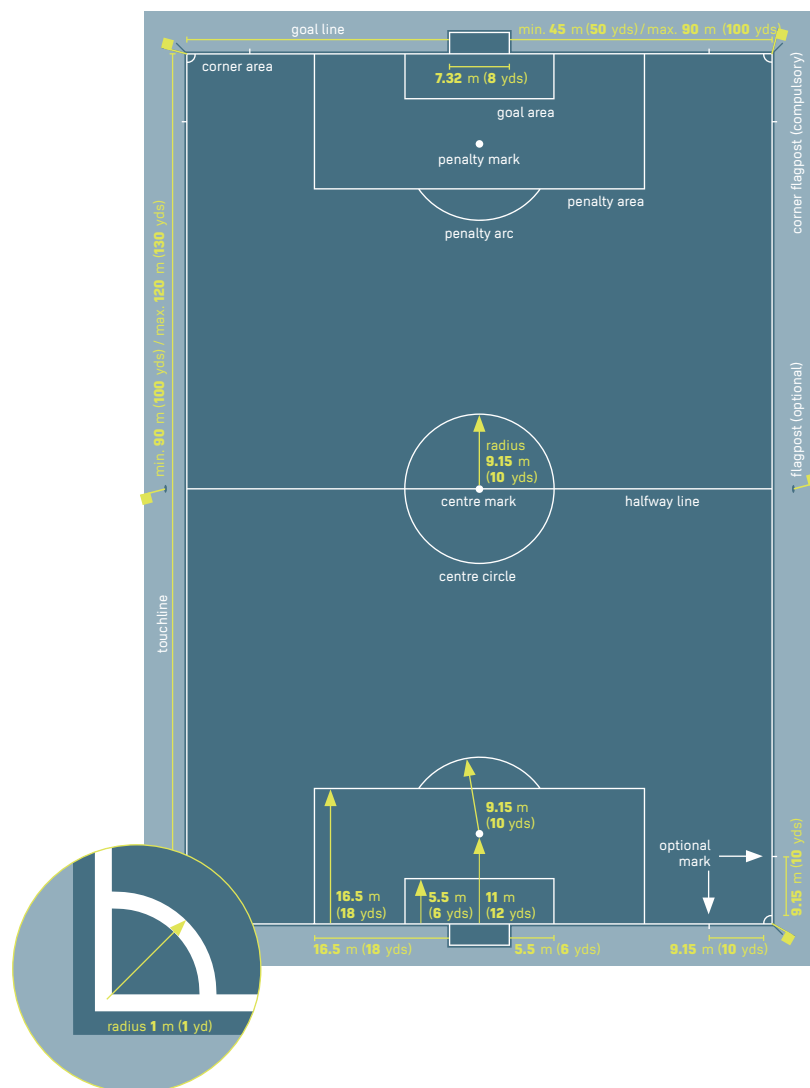 goal line
min. 45 m (50 yds) / max. 90 m (100 yds)
corner area
7.32 m (8 yds)
goal area
corner flagpost (compulsory)
penalty mark
penalty area
penalty arc
min. 90 m (100 yds) / max. 120 m (130 yds)
radius
9.15 m
(10 yds)
flagpost (optional)
centre mark
halfway line
centre circle
touchline
9.15 m
(10 yds)
optional
mark
9.15 m (10 yds)
16.5 m
(18 yds)
5.5 m
(6 yds)
11 m
(12 yds)
16.5 m (18 yds)
5.5 m (6 yds)
9.15 m (10 yds)
radius 1 m (1 yd)